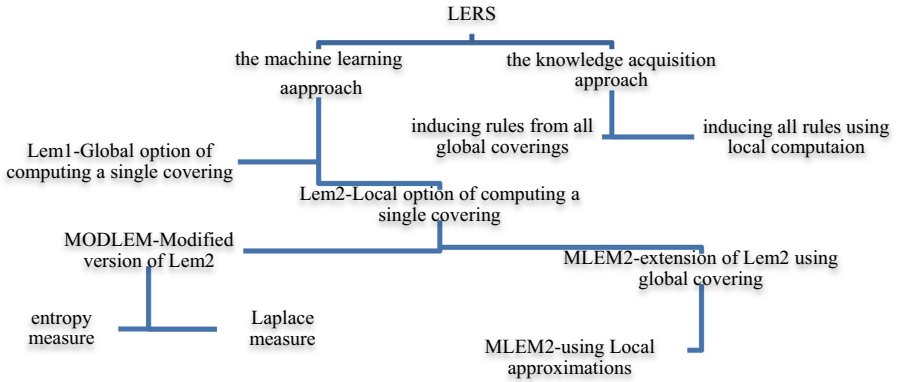 LERS
the machine learning
aapproach
the knowledge acquisition
approach
inducing rules from all
global coverings
inducing all rules using
local computaion
Lem1-Global option of
computing a single covering
Lem2-Local option of computing a
single covering
MODLEM-Modified
version of Lem2
MLEM2-extension of Lem2 using
global covering
entropy
measure
Laplace
measure
MLEM2-using Local
approximations